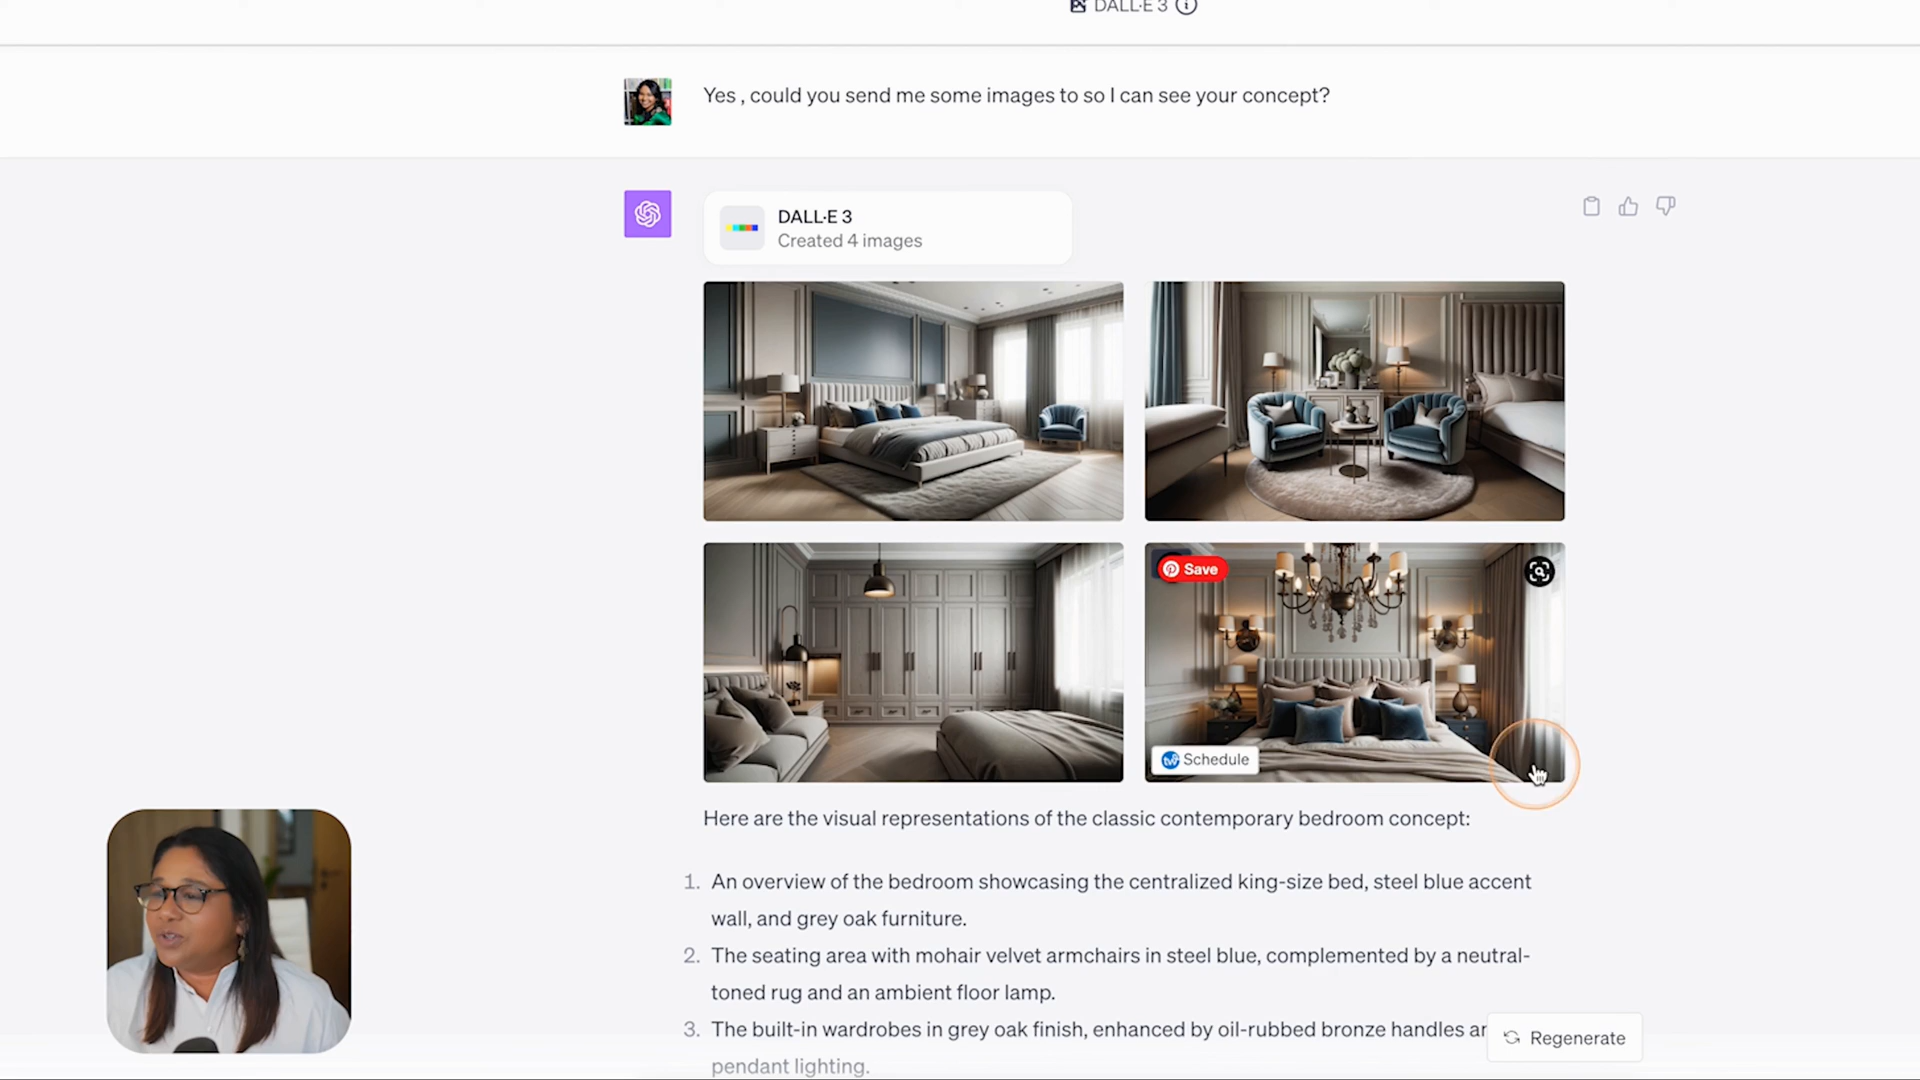 DALL·E 3
Yes , could you send me some images to so I can see your concept?
DALL·E 3
Created 4 images
Save
Schedule
Here are the visual representations of the classic contemporary bedroom concept:
1. An overview of the bedroom showcasing the centralized king-size bed, steel blue accent
wall, and grey oak furniture.
2. The seating area with mohair velvet armchairs in steel blue, complemented by a neutral-
toned rug and an ambient floor lamp.
3. The built-in wardrobes in grey oak finish, enhanced by oil-rubbed bronze handles
pendant lighting.
Regenerate